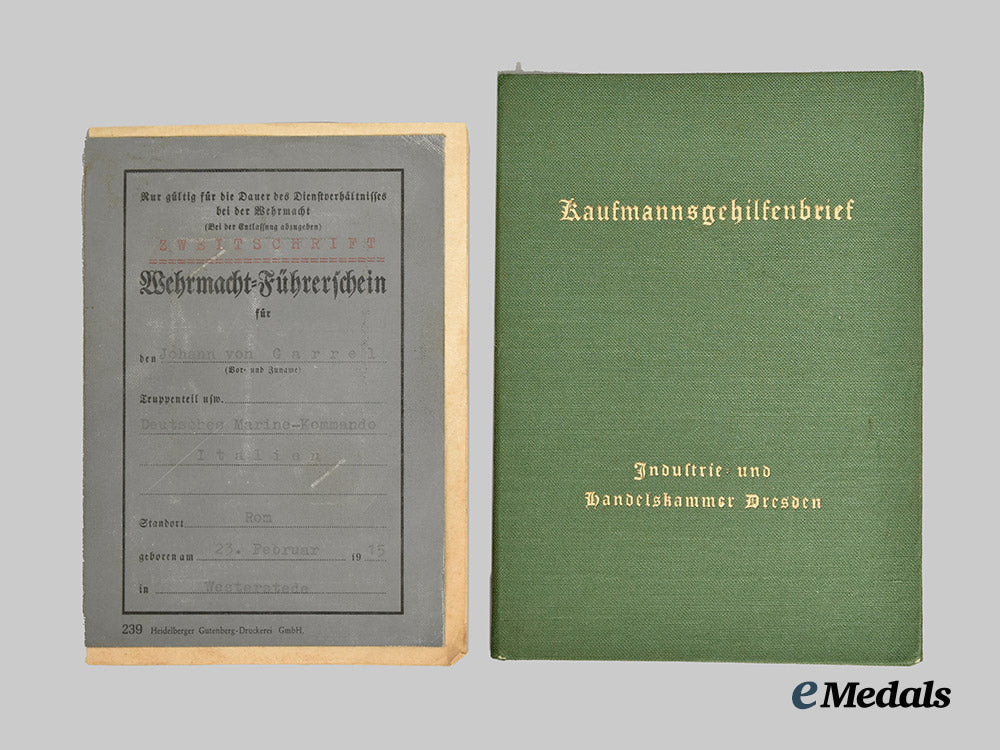 Nur gültig für die Dauer des Dienstverhältnisses
bei der Wehrmacht
(Bei der Entlassung abzugeben)
ZWEITSCHRIFT
Wehrmacht-Führerschein
für
den Johann von Garrel
(Vor- und Zuname)
Truppenteil usw.
Deutsches Marine-Kommando
Italien
Standort Rom
geboren am 23. Februar 19 15
in Westerstede
239 Heidelberger Gutenberg-Druckerei GmbH.
Kaufmannsgehilfenbrief
Industrie- und
Handelskammer Dresden
eMedals